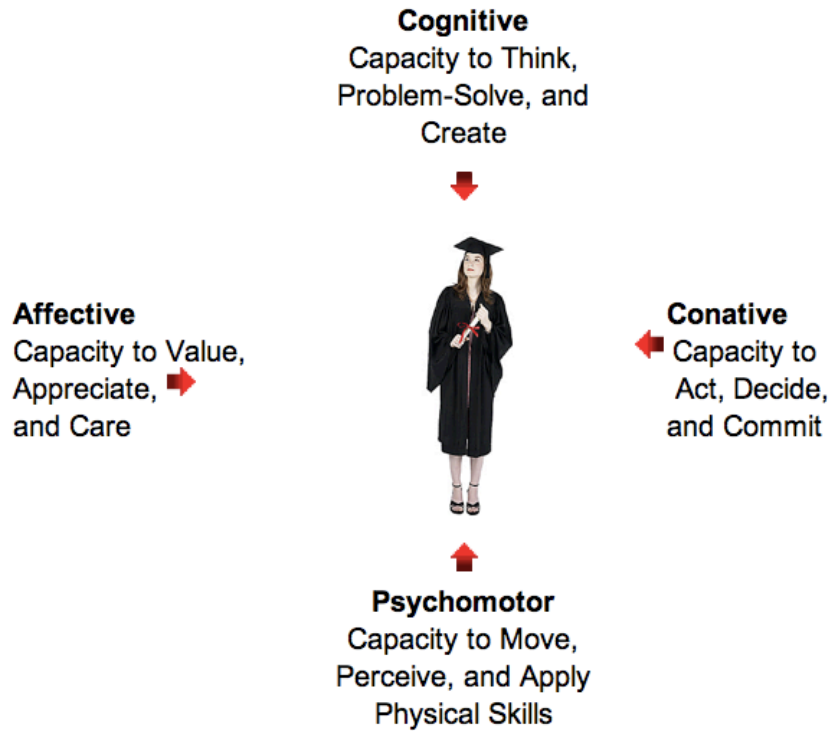 Cognitive
Capacity to Think,
Problem-Solve, and
Create
Affective
Capacity to Value,
Appreciate,
and Care
Conative
Capacity to
Act, Decide,
and Commit
Psychomotor
Capacity to Move,
Perceive, and Apply
Physical Skills